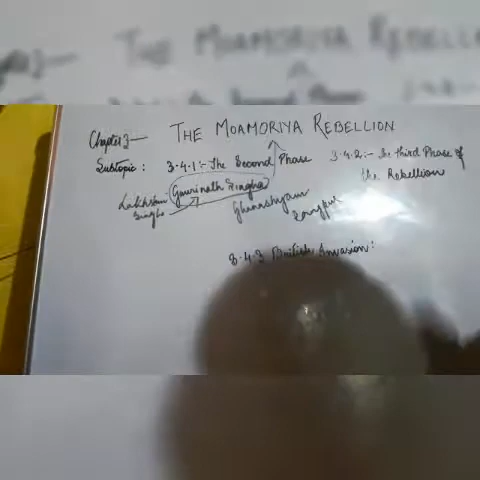 Chapter 3 — THE MOAMORIYA REBELLION
Subtopic : 3.4.1 :- The Second Phase 3.4.2 :- The third Phase of the Rebellion
Lakshmi Singha Gaurinath Singha Ghanashyam
Rangpur
3.4.3 British Invasion :